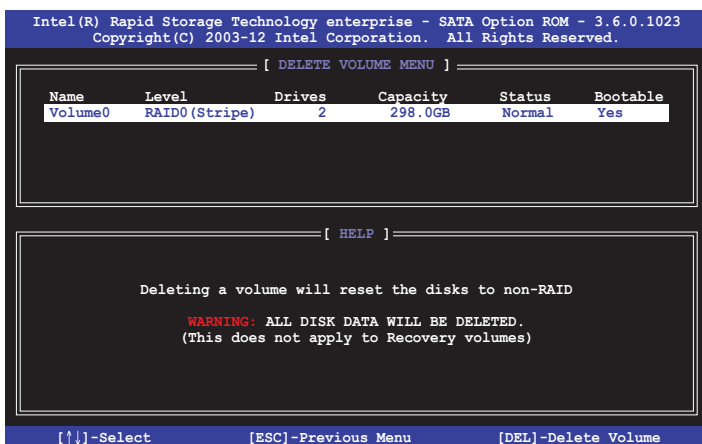 Intel(R) Rapid Storage Technology enterprise - SATA Option ROM - 3.6.0.1023
Copyright(C) 2003-12 Intel Corporation. All Rights Reserved.
[ DELETE VOLUME MENU ]
Name Level Drives Capacity Status Bootable
Volume0 RAID0(Stripe) 2 298.0GB Normal Yes
[ HELP ]
Deleting a volume will reset the disks to non-RAID
WARNING: ALL DISK DATA WILL BE DELETED.
(This does not apply to Recovery volumes)
[↑↓]-Select [ESC]-Previous Menu [DEL]-Delete Volume